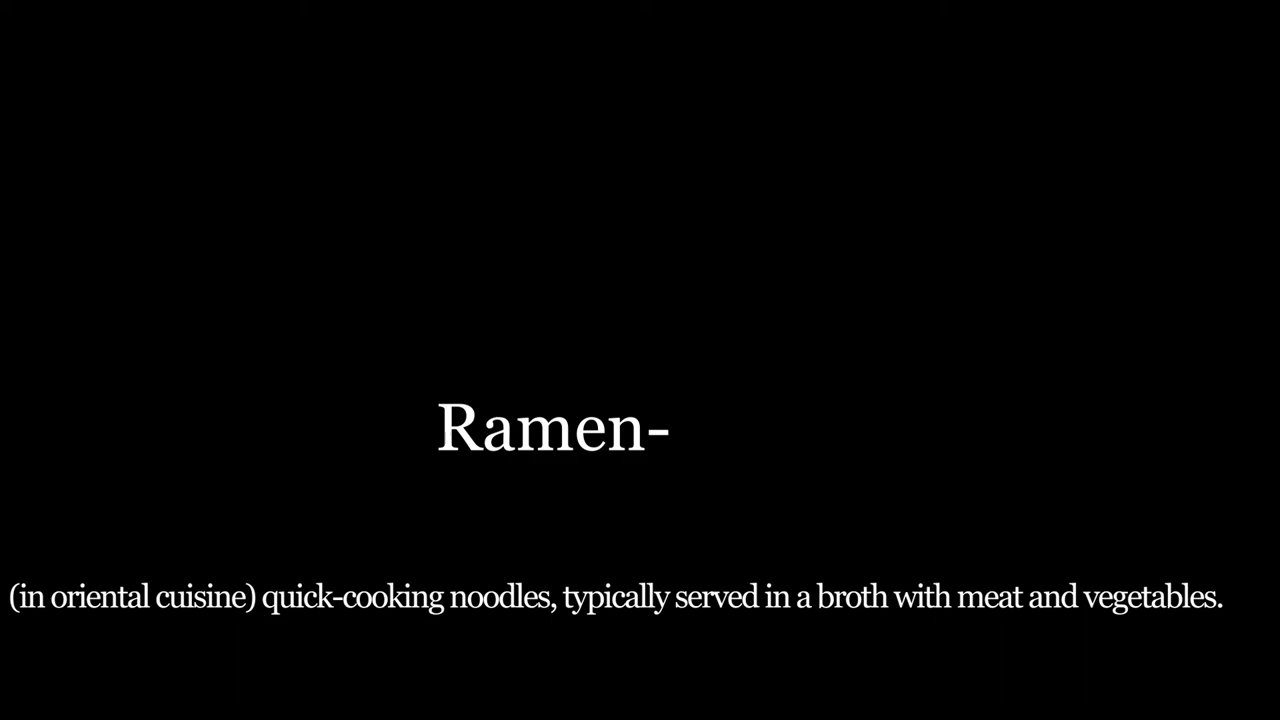 Ramen-
(in oriental cuisine) quick-cooking noodles, typically served in a broth with meat and vegetables.